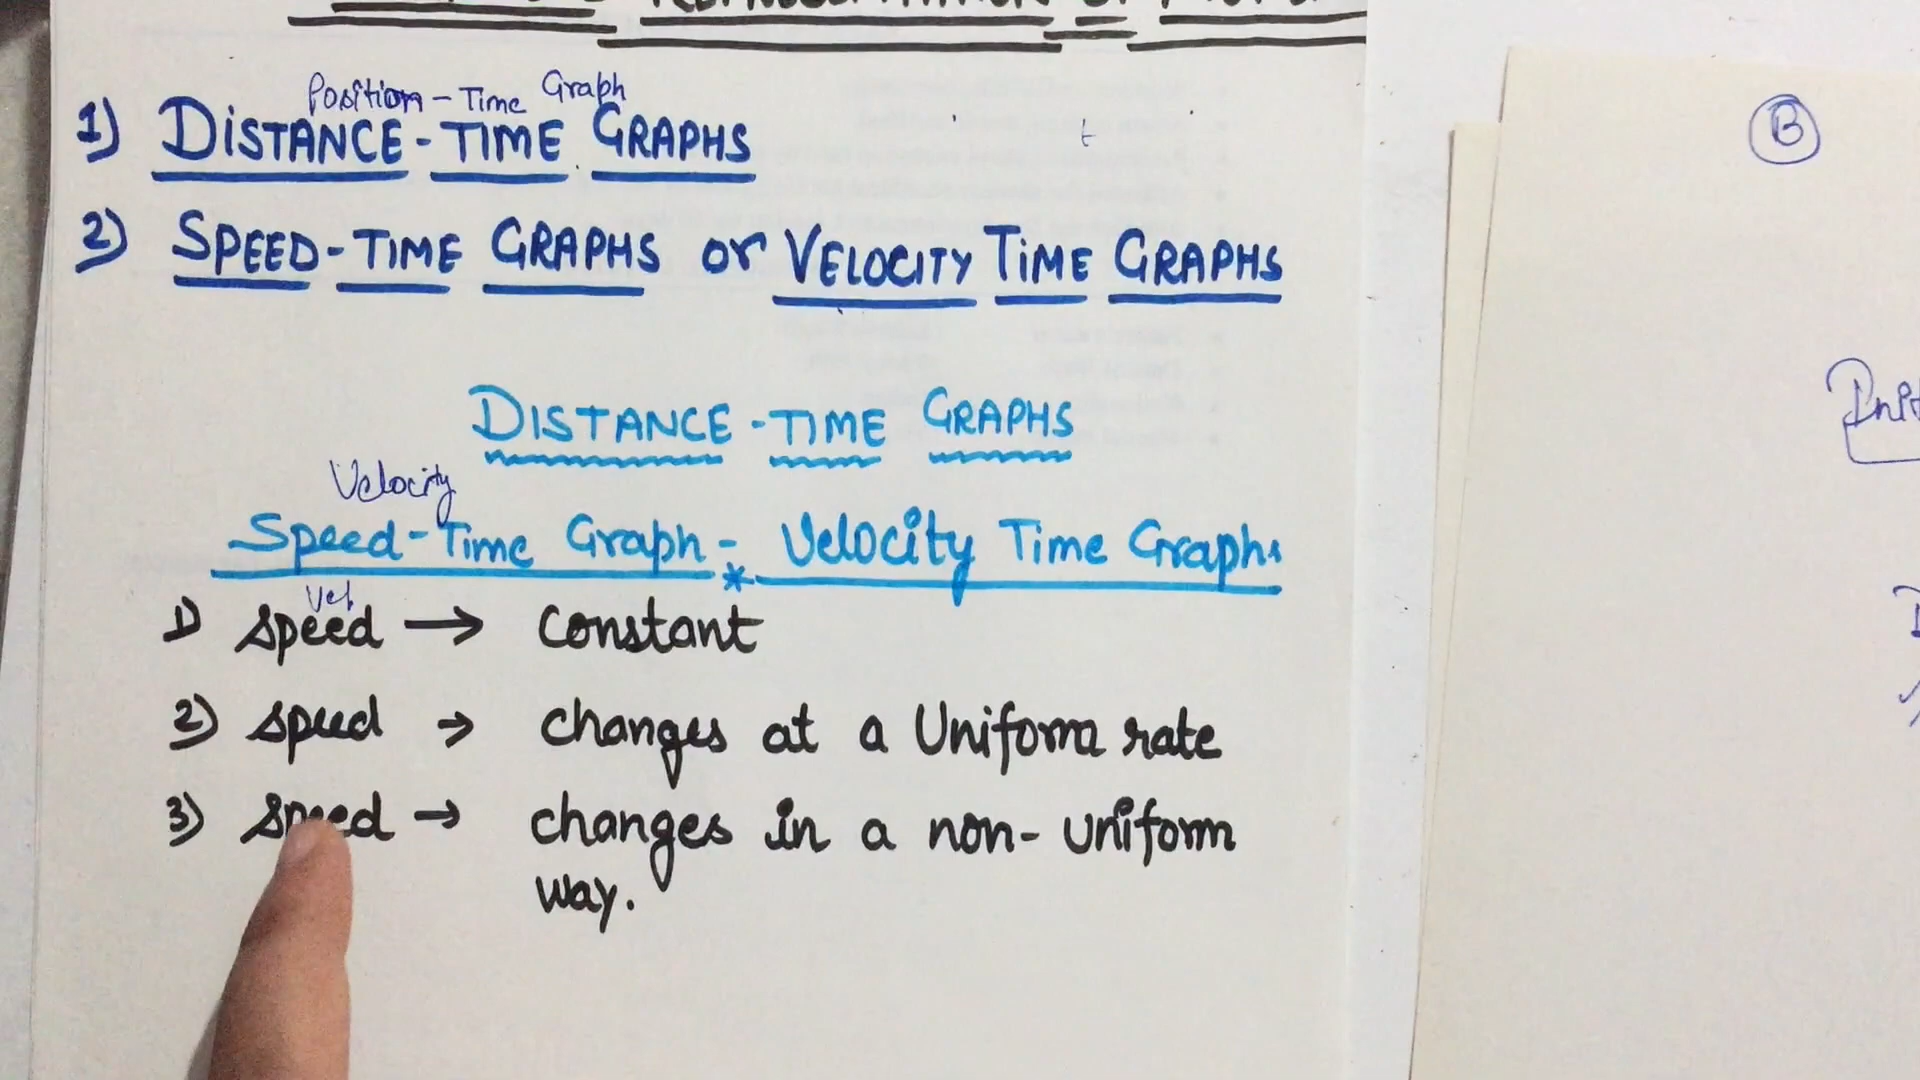 OF
Position - Time Graph
1) DISTANCE - TIME GRAPHS
t
2) SPEED - TIME GRAPHS or VELOCITY TIME GRAPHS
DISTANCE - TIME GRAPHS
Velocity
Speed - Time Graph - Velocity Time Graphs
*
Vel
1) speed → constant
2) speed → changes at a Uniform rate
3) speed → changes in a non-uniform
way.
B